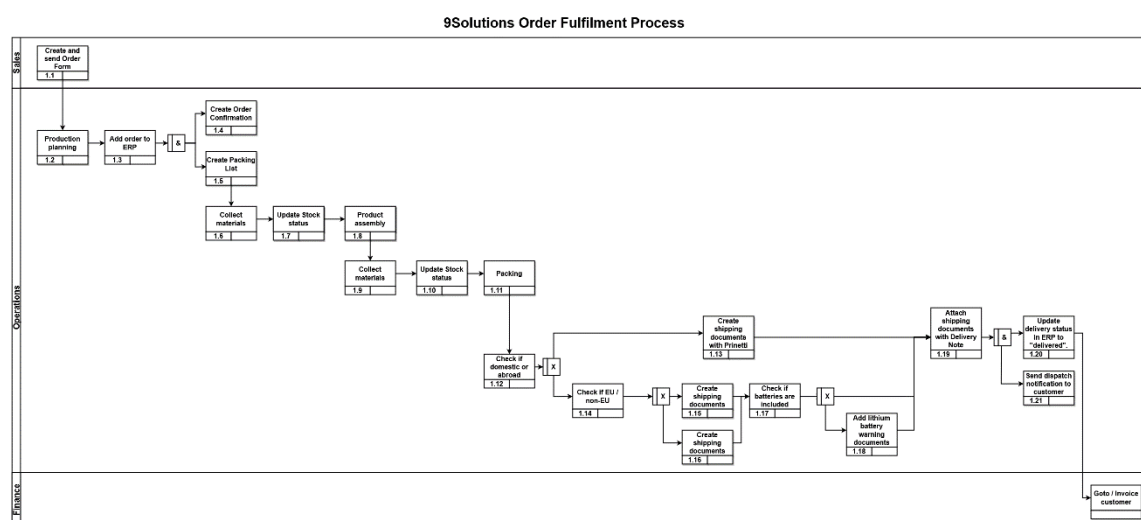 9Solutions Order Fulfilment Process
Sales
Create and
send Order
Form
1.1
Operations
Production
planning
1.2
Add order to
ERP
1.3
&
Create Order
Confirmation
1.4
Create Packing
List
1.5
Collect
materials
1.6
Update Stock
status
1.7
Product
assembly
1.8
Collect
materials
1.9
Update Stock
status
1.10
Packing
1.11
Check if
domestic or
abroad
1.12
X
Create
shipping
documents
with Prinetti
1.13
Check if EU /
non-EU
1.14
X
Create
shipping
documents
1.15
Create
shipping
documents
1.16
Check if
batteries are
included
1.17
X
Add lithium
battery
warning
documents
1.18
Attach
shipping
documents
with Delivery
Note
1.19
&
Update
delivery status
in ERP to
"delivered".
1.20
Send dispatch
notification to
customer
1.21
Finance
Goto / Invoice
customer